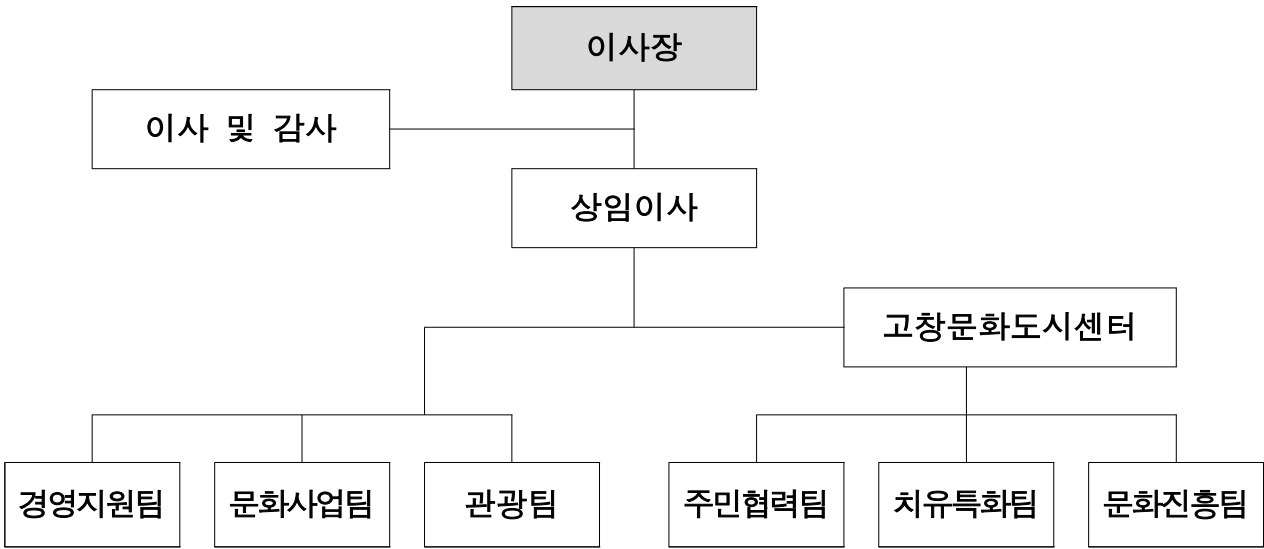 이사장
이사 및 감사
상임이사
고창문화도시센터
경영지원팀
문화사업팀
관광팀
주민협력팀
치유특화팀
문화진흥팀